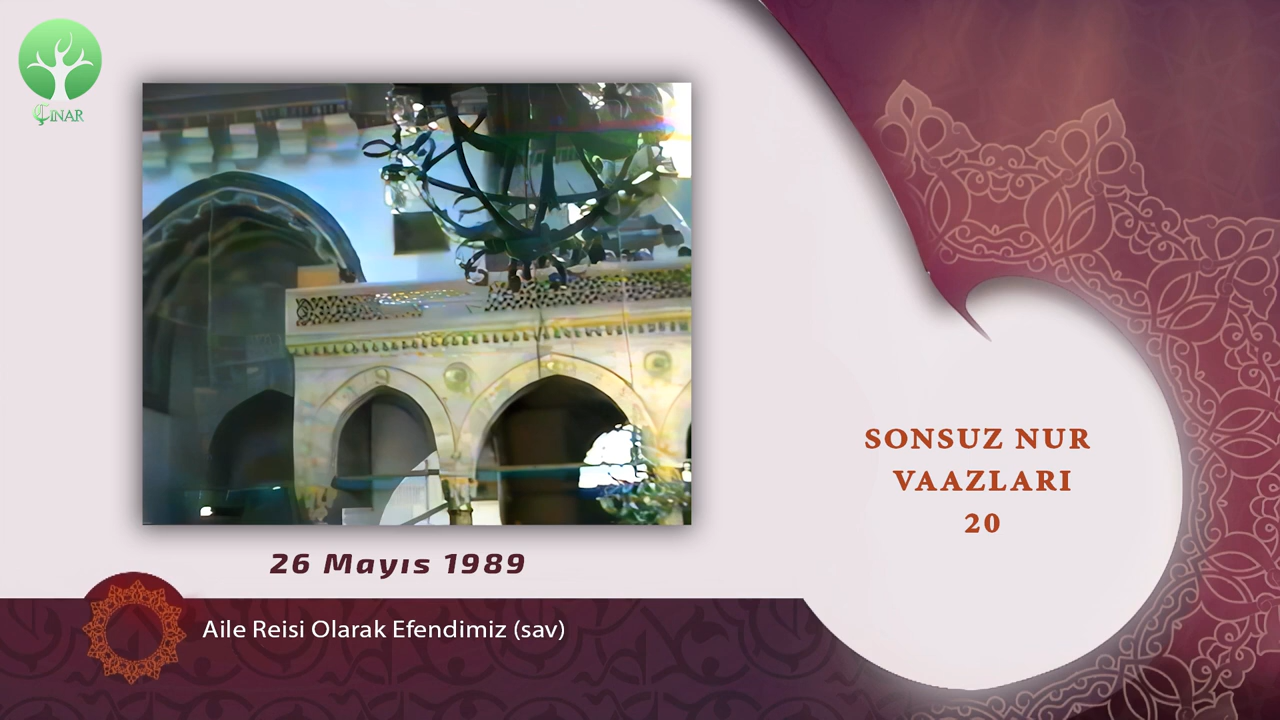 ÇINAR
26 Mayıs 1989
Aile Reisi Olarak Efendimiz (sav)
SONSUZ NUR
VAAZLARI
20